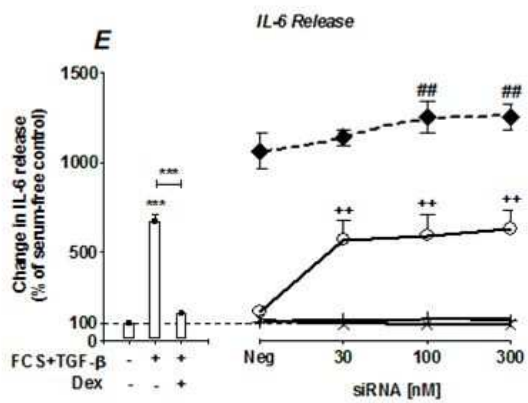 IL-6 Release
E
Change in IL-6 release
(% of serum-free control)
1500
1000
500
100
0
***
***
##
##
++
++
++
FCS+TGF-β - + +
Dex - - +
Neg 30 100 300
siRNA [nM]